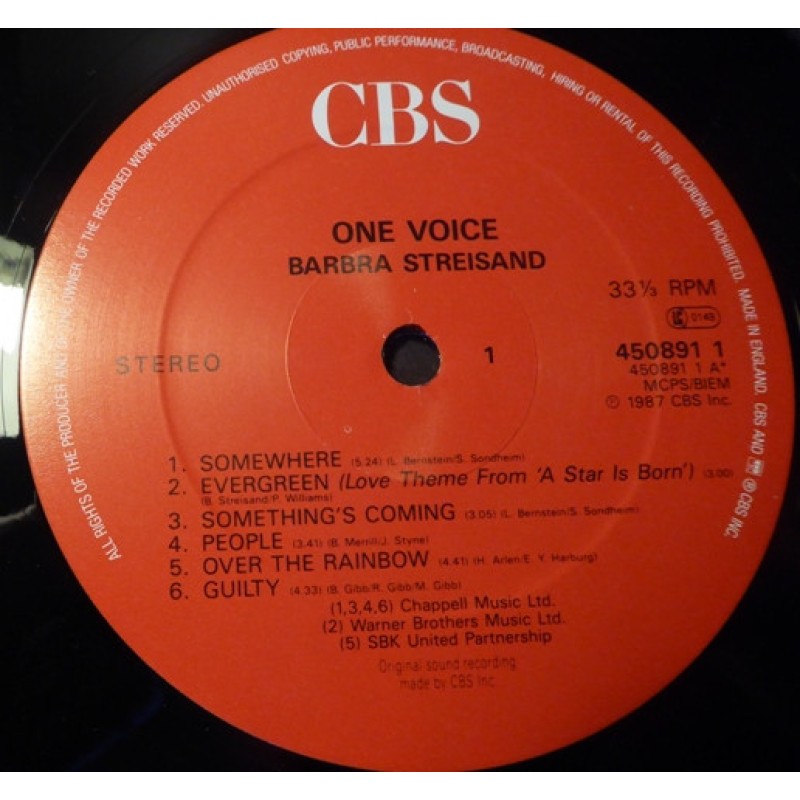 ALL RIGHTS OF THE PRODUCER AND OF THE OWNER OF THE RECORDED WORK RESERVED. UNAUTHORISED COPYING, PUBLIC PERFORMANCE, BROADCASTING, HIRING OR RENTAL OF THIS RECORDING PROHIBITED. MADE IN ENGLAND. CBS AND ® CBS INC.
CBS
ONE VOICE
BARBRA STREISAND
33⅓ RPM
0149
STEREO
1
450891 1
450891 1 A*
MCPS/BIEM
℗ 1987 CBS Inc.
1. SOMEWHERE (5.24) (L. Bernstein/S. Sondheim)
2. EVERGREEN (Love Theme From 'A Star Is Born') (3.00)
(B. Streisand/P. Williams)
3. SOMETHING'S COMING (3.05) (L. Bernstein/S. Sondheim)
4. PEOPLE (3.41) (B. Merrill/J. Styne)
5. OVER THE RAINBOW (4.41) (H. Arlen/E. Y. Harburg)
6. GUILTY (4.33) (B. Gibb/R. Gibb/M. Gibb)
(1,3,4,6) Chappell Music Ltd.
(2) Warner Brothers Music Ltd.
(5) SBK United Partnership
Original sound recording
made by CBS Inc.